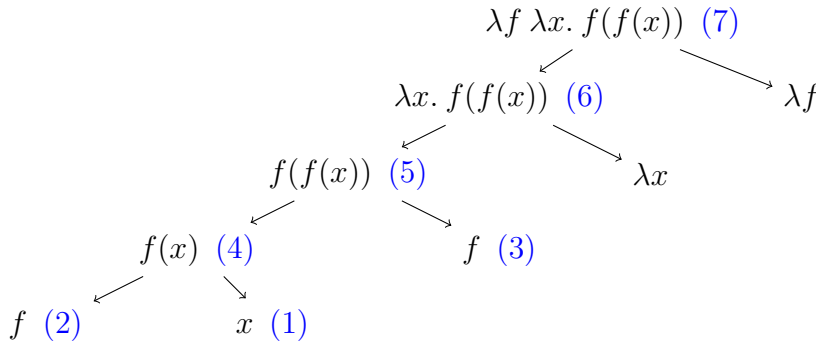 λf λx. f(f(x)) (7)
λx. f(f(x)) (6) λf
f(f(x)) (5) λx
f(x) (4) f (3)
f (2) x (1)